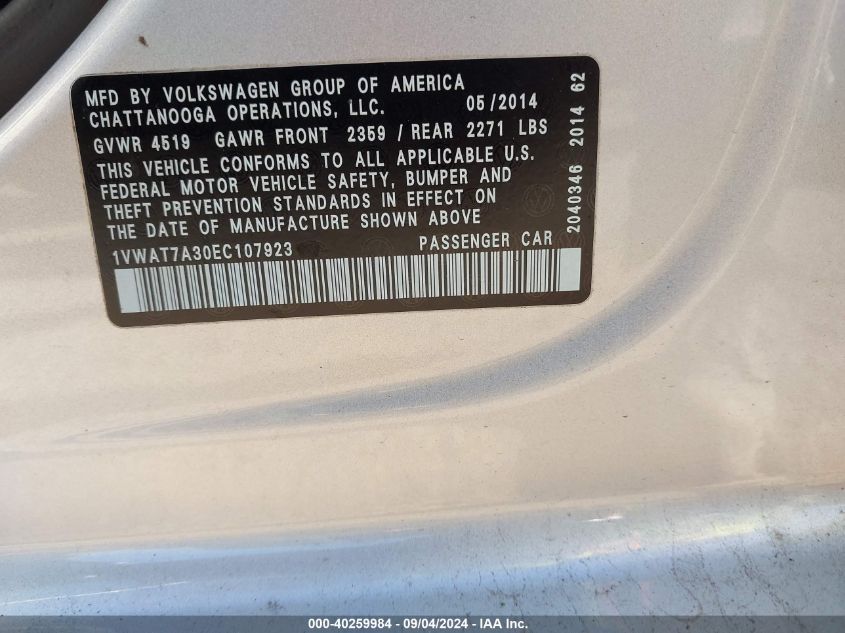 MFD BY VOLKSWAGEN GROUP OF AMERICA
CHATTANOOGA OPERATIONS, LLC. 05/2014
GVWR 4519 GAWR FRONT 2359 / REAR 2271 LBS
THIS VEHICLE CONFORMS TO ALL APPLICABLE U.S.
FEDERAL MOTOR VEHICLE SAFETY, BUMPER AND
THEFT PREVENTION STANDARDS IN EFFECT ON
THE DATE OF MANUFACTURE SHOWN ABOVE
1VWAT7A30EC107923 PASSENGER CAR
2040346 2014 62
000-40259984 - 09/04/2024 - IAA Inc.